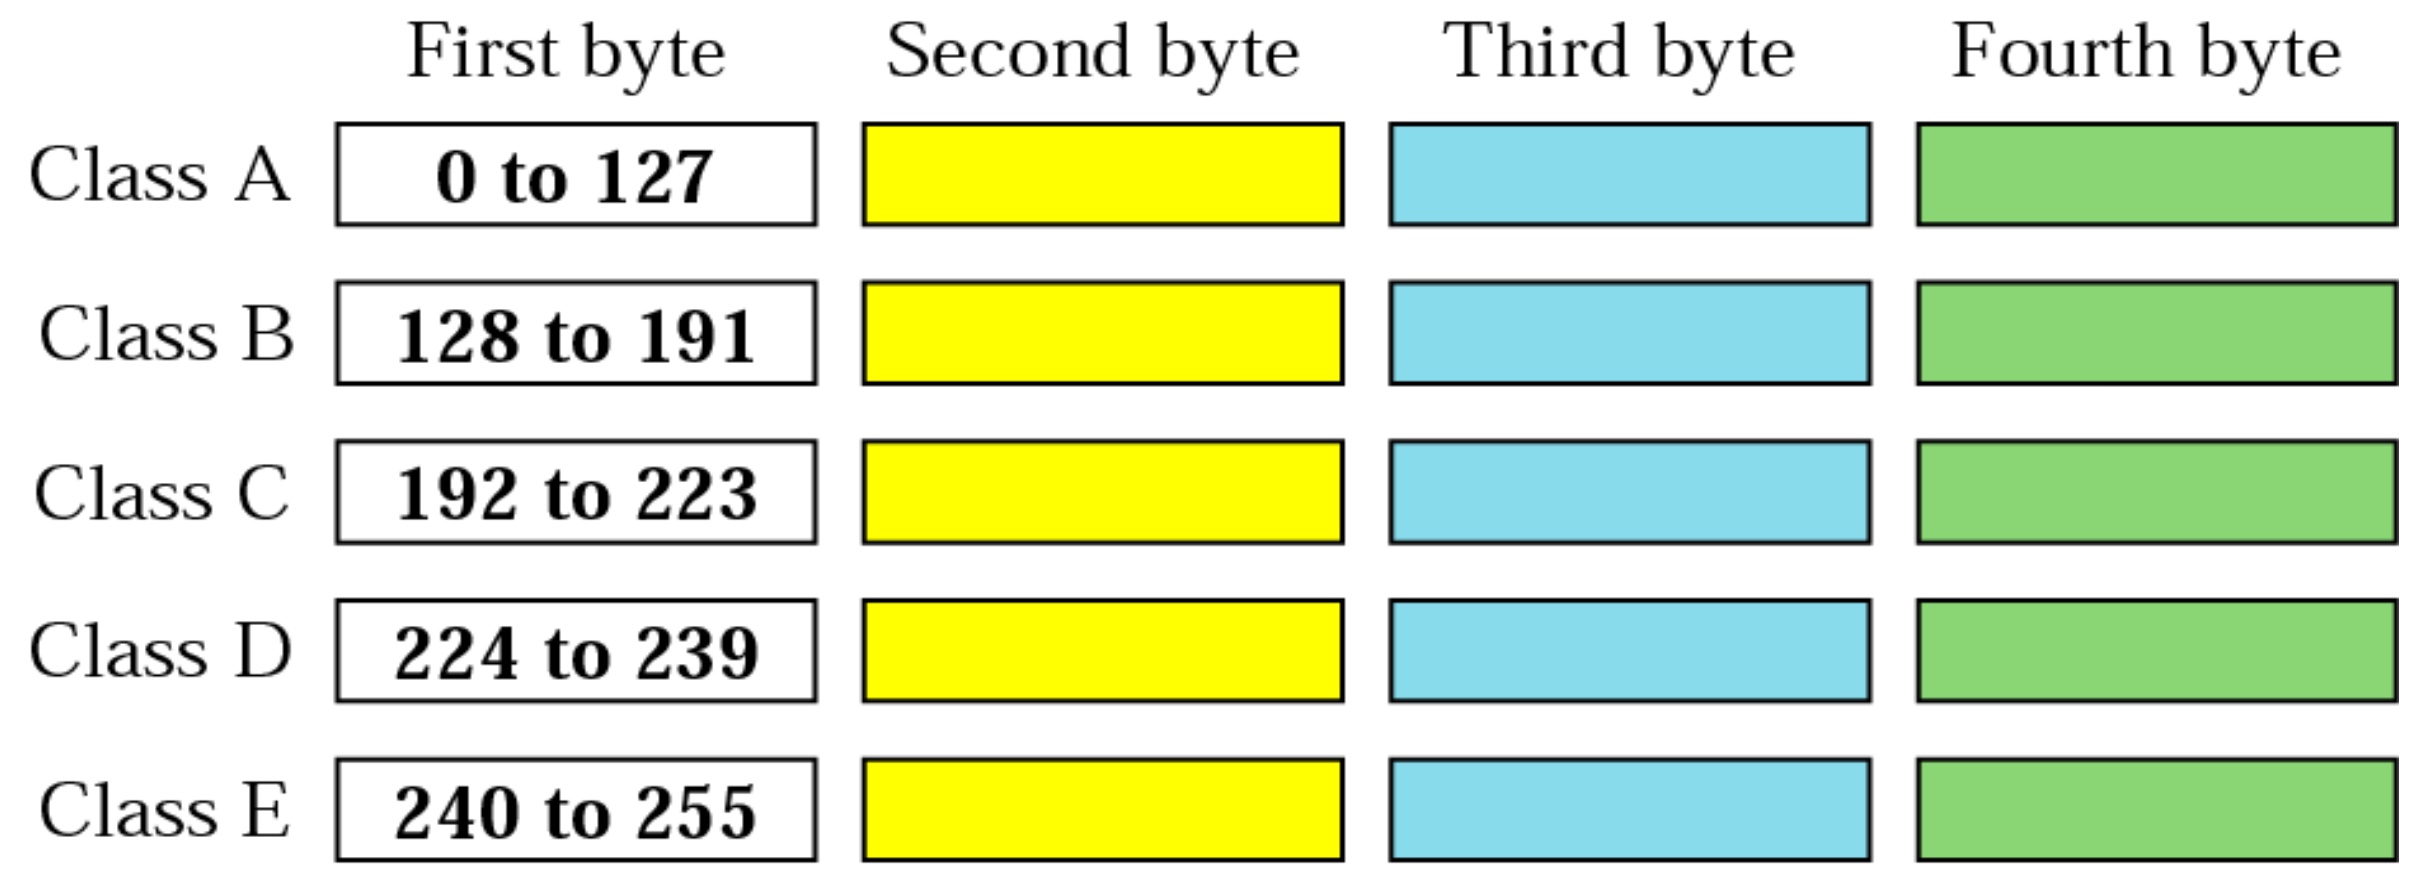 First byte Second byte Third byte Fourth byte
Class A 0 to 127
Class B 128 to 191
Class C 192 to 223
Class D 224 to 239
Class E 240 to 255